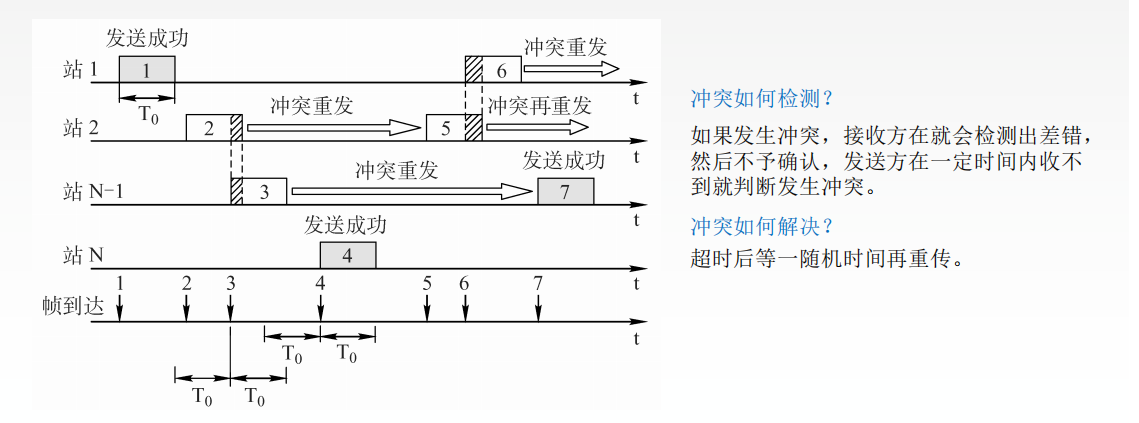 发送成功
站 1
1
6
冲突重发
t
T0
站 2
2
冲突重发
5
冲突再重发
t
站 N-1
3
冲突重发
发送成功
7
t
站 N
发送成功
4
t
帧到达
1 2 3 4 5 6 7
t
T0 T0
T0 T0
冲突如何检测？
如果发生冲突，接收方在就会检测出差错，
然后不予确认，发送方在一定时间内收不
到就判断发生冲突。
冲突如何解决？
超时后等一随机时间再重传。